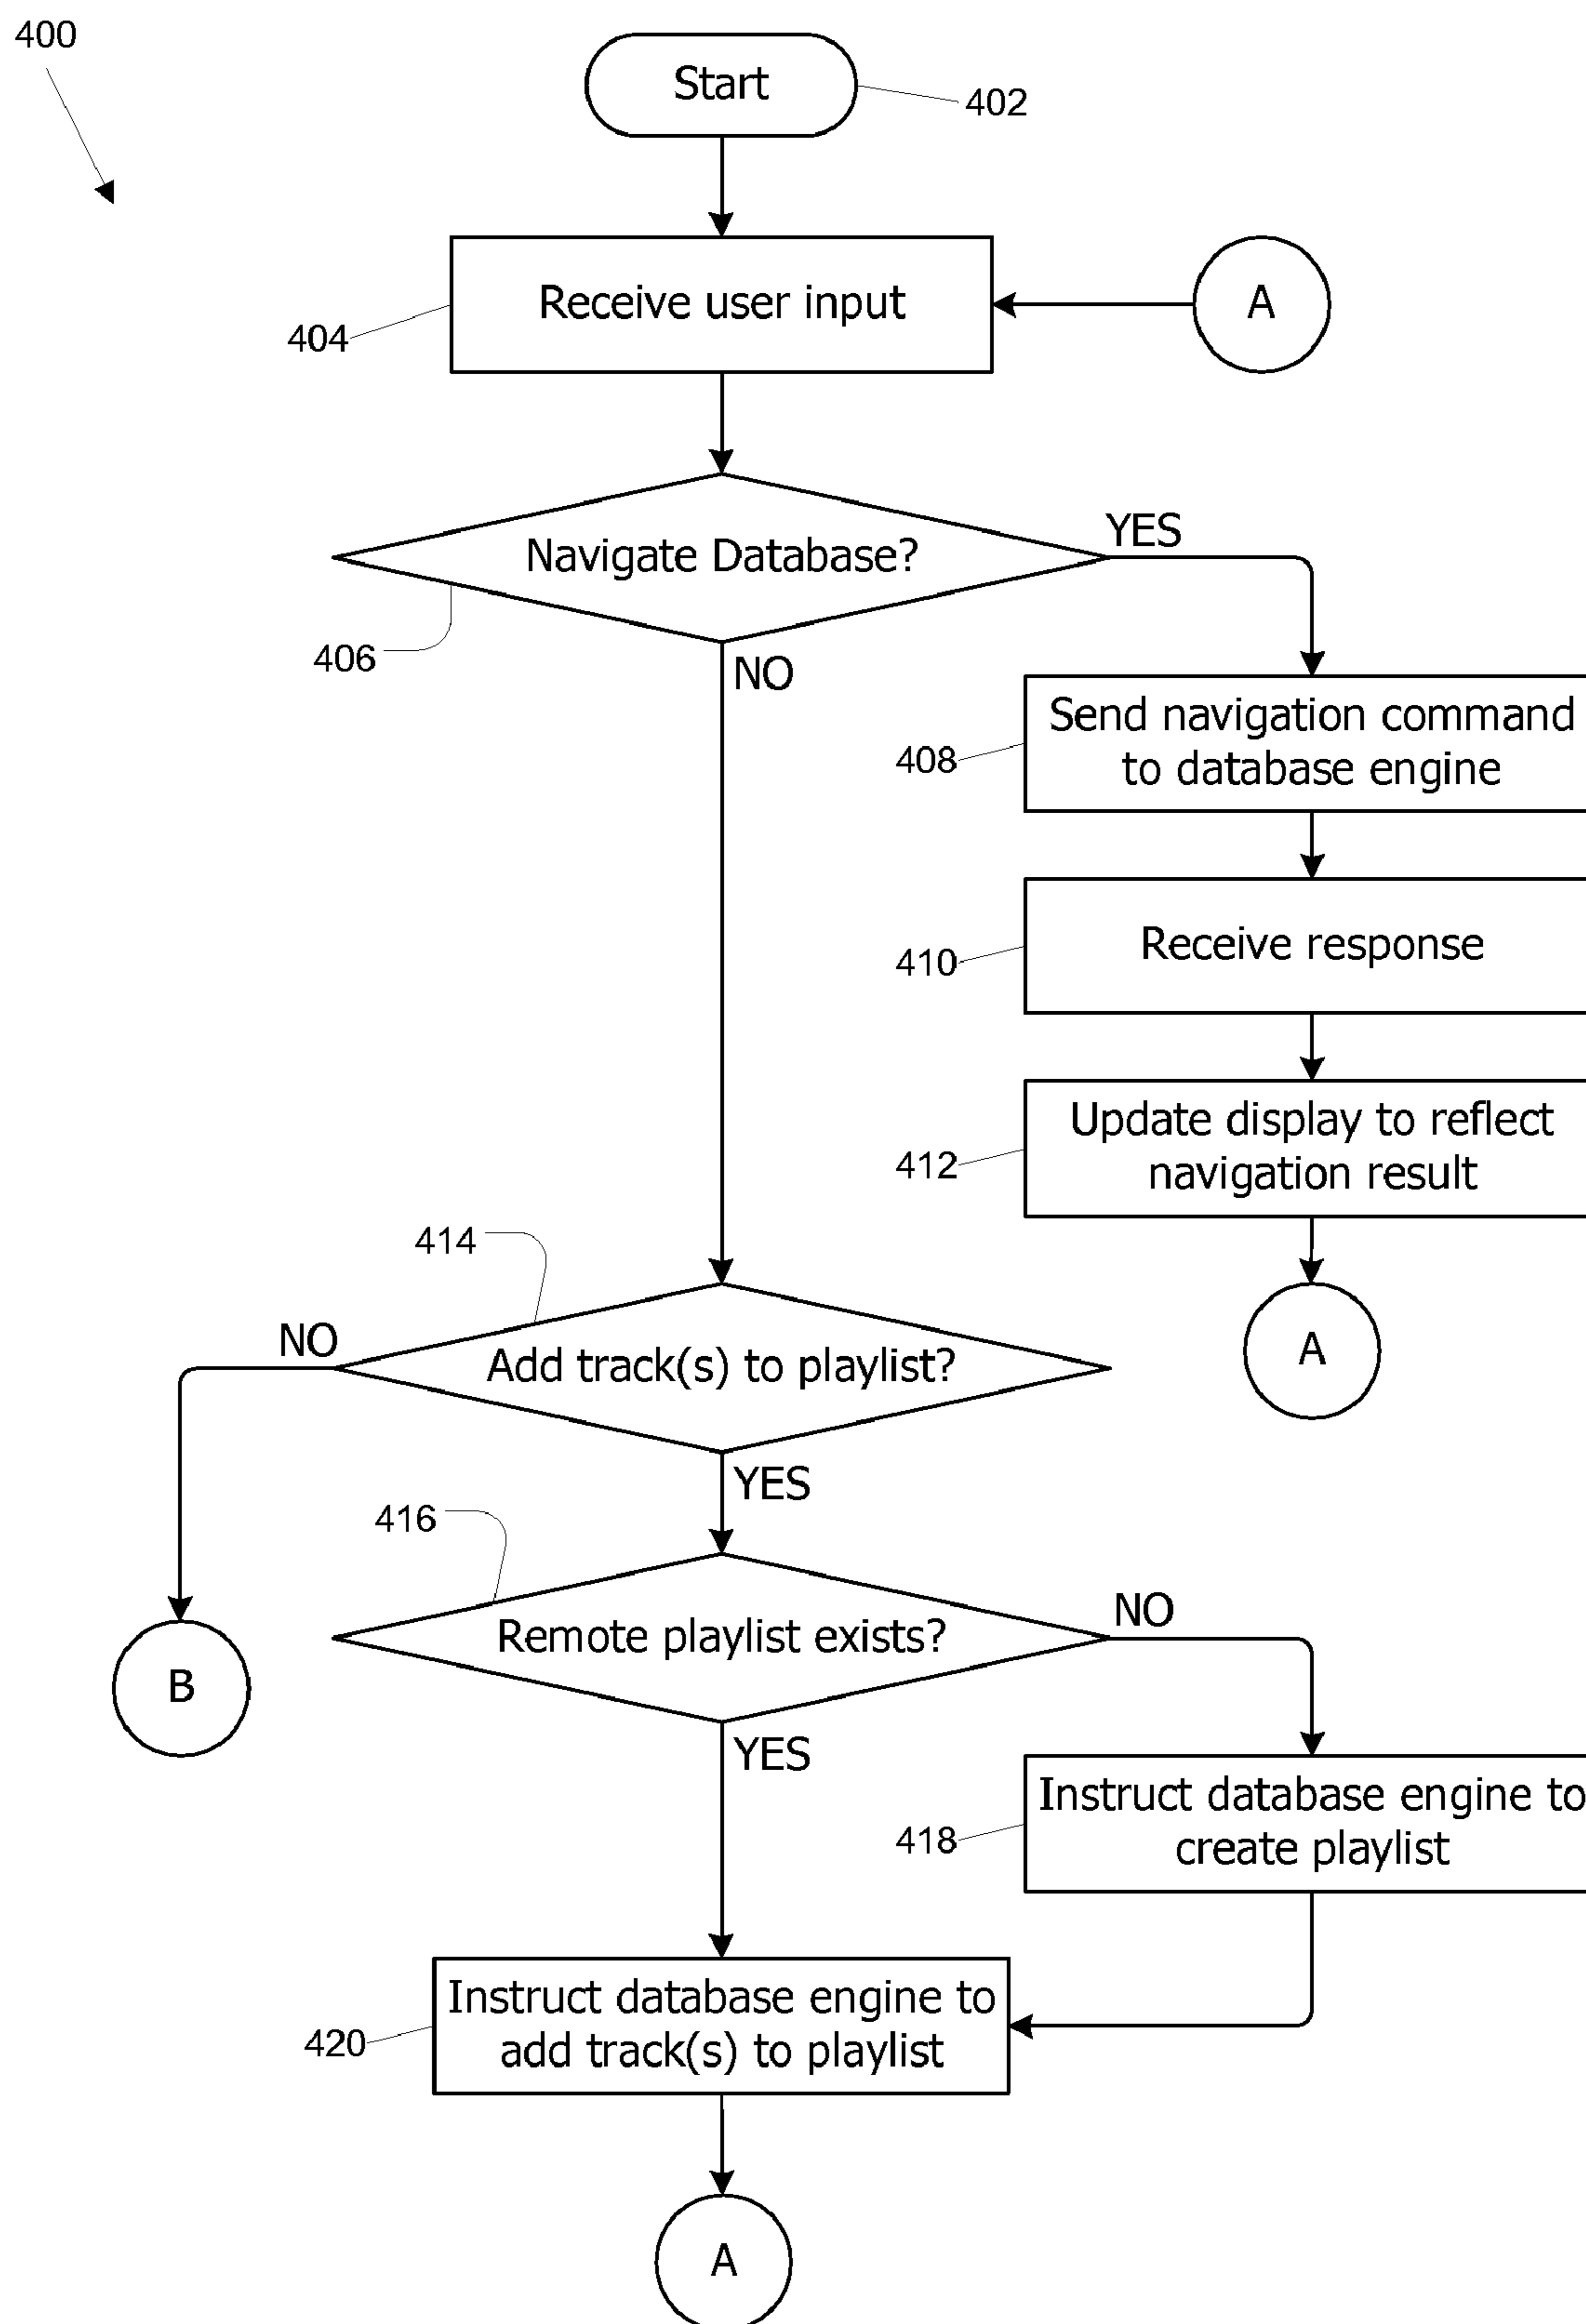 400
Start
402
Receive user input
A
404
Navigate Database?
YES
406
NO
Send navigation command
to database engine
408
Receive response
410
Update display to reflect
navigation result
412
414
NO
Add track(s) to playlist?
A
YES
416
Remote playlist exists?
NO
B
YES
Instruct database engine to
create playlist
418
Instruct database engine to
add track(s) to playlist
420
A